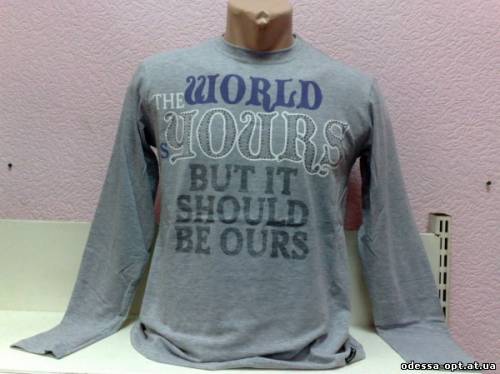 THE WORLD
IS YOURS
BUT IT
SHOULD
BE OURS
odessa-opt.at.ua